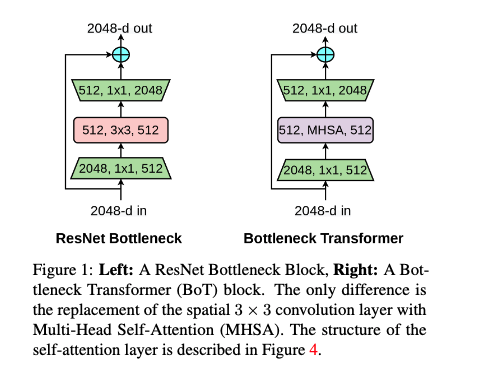 2048-d out
512, 1x1, 2048
512, 3x3, 512
2048, 1x1, 512
2048-d in
ResNet Bottleneck
2048-d out
512, 1x1, 2048
512, MHSA, 512
2048, 1x1, 512
2048-d in
Bottleneck Transformer
Figure 1: Left: A ResNet Bottleneck Block, Right: A Bot-
tleneck Transformer (BoT) block. The only difference is
the replacement of the spatial 3 × 3 convolution layer with
Multi-Head Self-Attention (MHSA). The structure of the
self-attention layer is described in Figure 4.